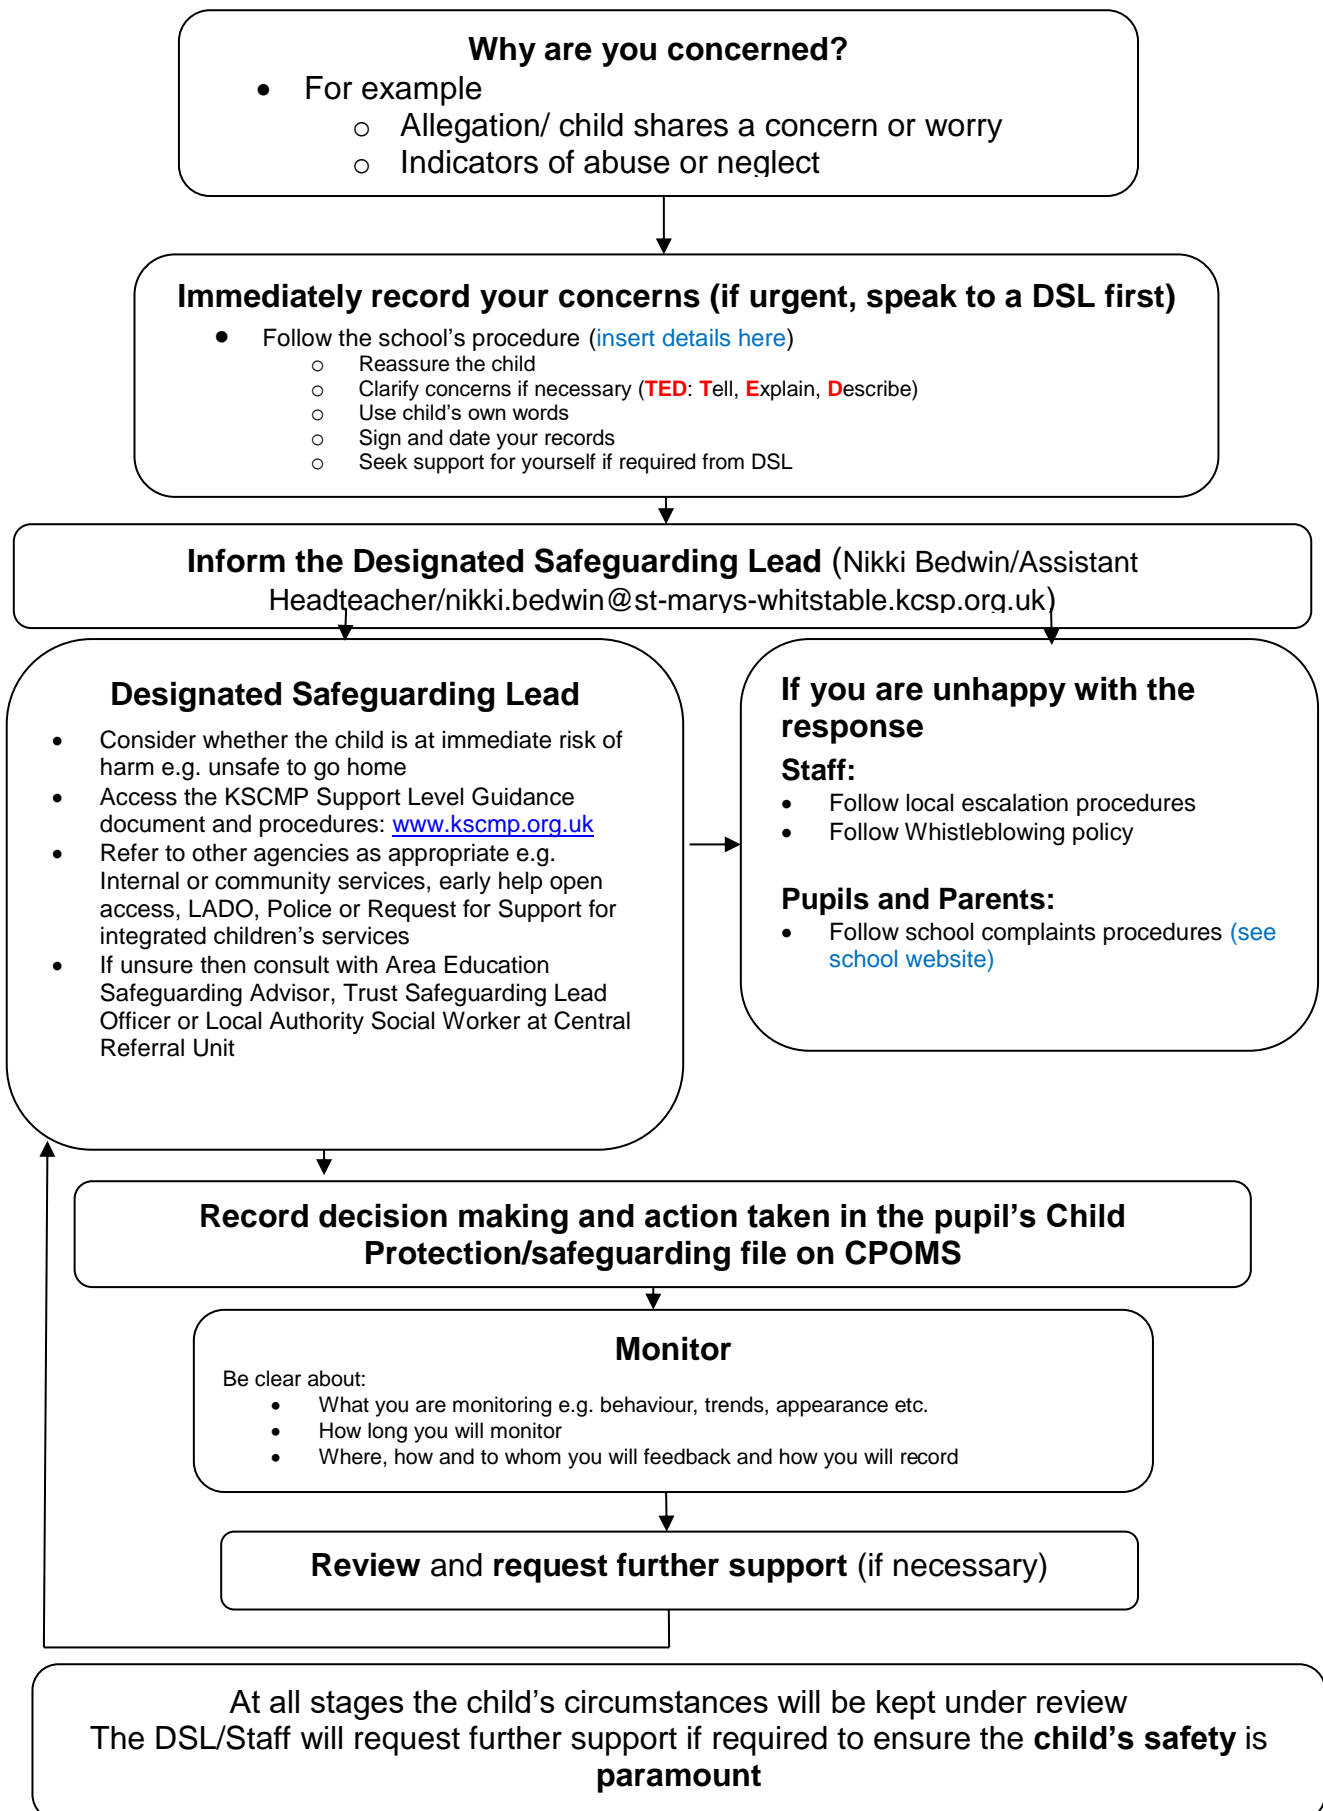 Why are you concerned?
• For example
o Allegation/ child shares a concern or worry
o Indicators of abuse or neglect
Immediately record your concerns (if urgent, speak to a DSL first)
• Follow the school’s procedure (insert details here)
o Reassure the child
o Clarify concerns if necessary (TED: Tell, Explain, Describe)
o Use child’s own words
o Sign and date your records
o Seek support for yourself if required from DSL
Inform the Designated Safeguarding Lead (Nikki Bedwin/Assistant
Headteacher/nikki.bedwin@st-marys-whitstable.kcsp.org.uk)
Designated Safeguarding Lead
• Consider whether the child is at immediate risk of
harm e.g. unsafe to go home
• Access the KSCMP Support Level Guidance
document and procedures: www.kscmp.org.uk
• Refer to other agencies as appropriate e.g.
Internal or community services, early help open
access, LADO, Police or Request for Support for
integrated children’s services
• If unsure then consult with Area Education
Safeguarding Advisor, Trust Safeguarding Lead
Officer or Local Authority Social Worker at Central
Referral Unit
If you are unhappy with the
response
Staff:
• Follow local escalation procedures
• Follow Whistleblowing policy
Pupils and Parents:
• Follow school complaints procedures (see
school website)
Record decision making and action taken in the pupil’s Child
Protection/safeguarding file on CPOMS
Monitor
Be clear about:
• What you are monitoring e.g. behaviour, trends, appearance etc.
• How long you will monitor
• Where, how and to whom you will feedback and how you will record
Review and request further support (if necessary)
At all stages the child’s circumstances will be kept under review
The DSL/Staff will request further support if required to ensure the child’s safety is
paramount